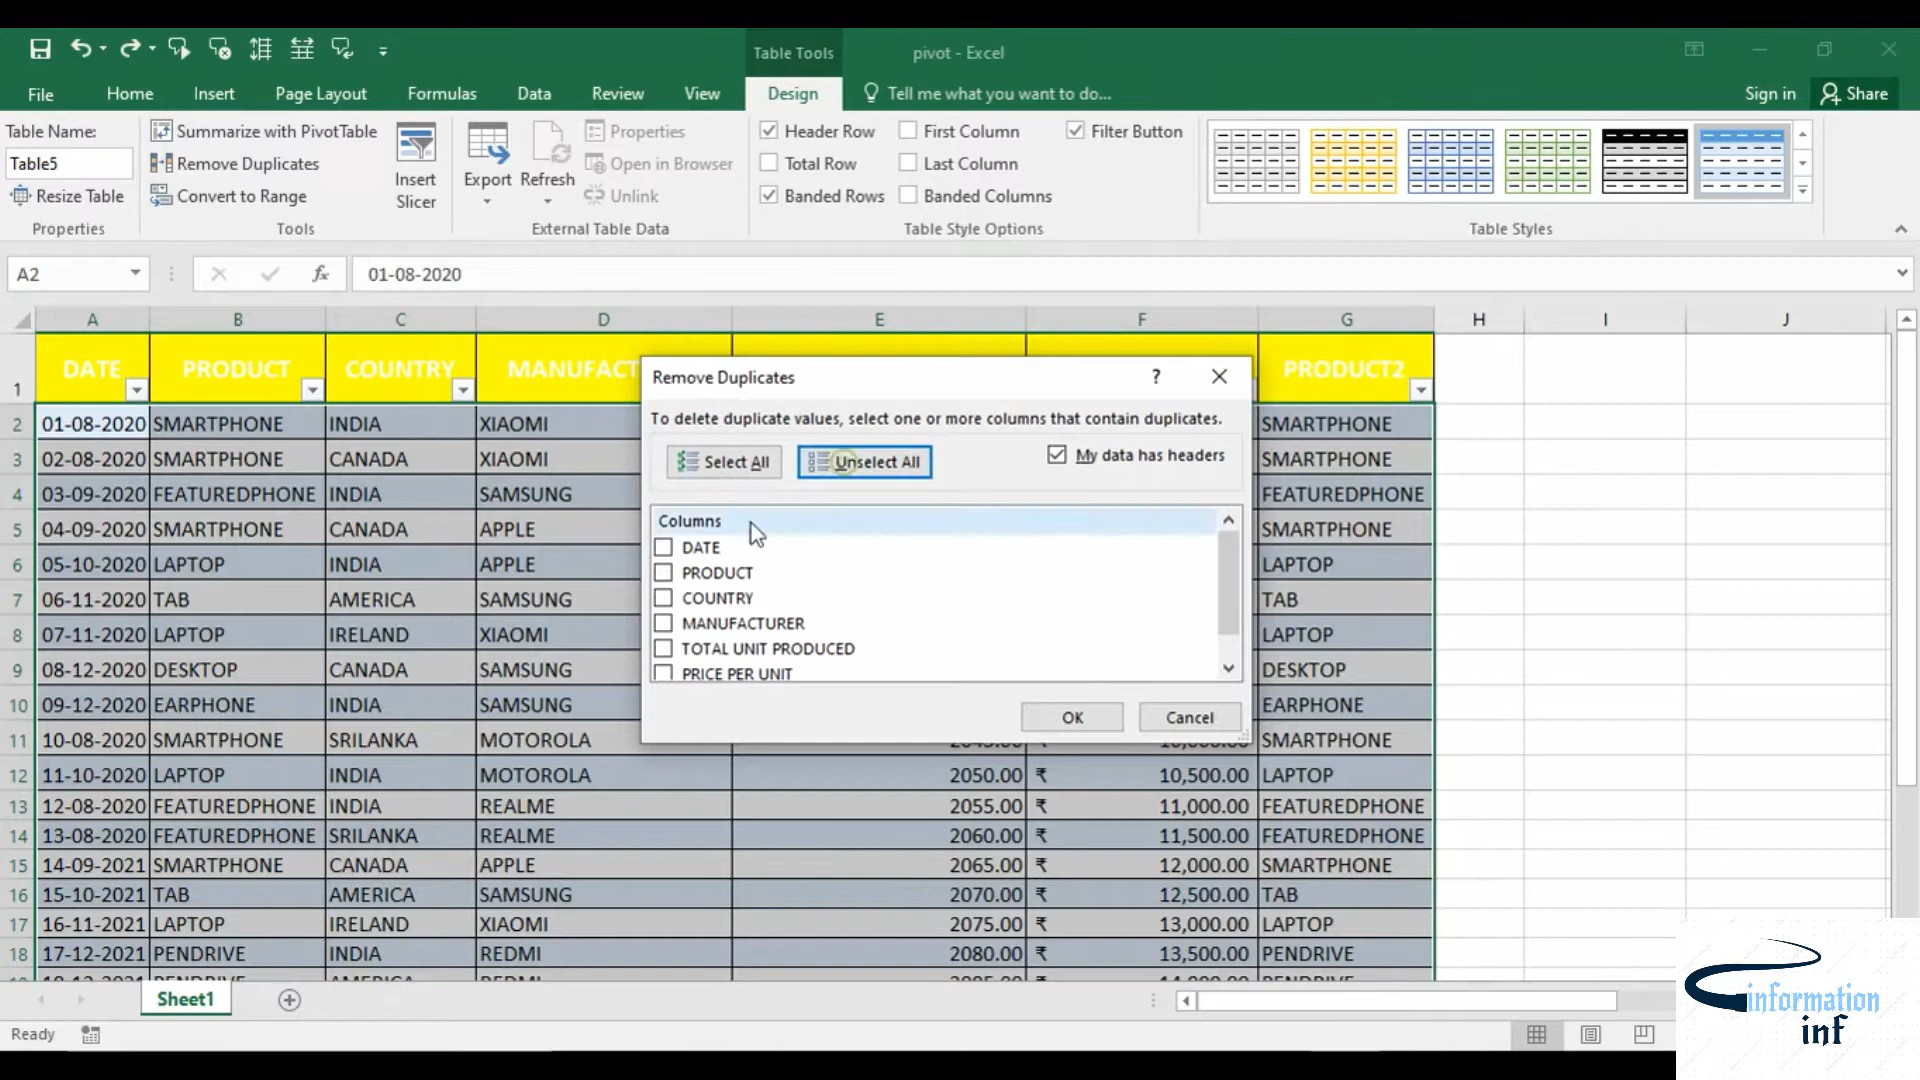 Table Tools
pivot - Excel
File Home Insert Page Layout Formulas Data Review View Design Tell me what you want to do... Sign in Share
Table Name:
Table5
Resize Table
Properties
Summarize with PivotTable
Remove Duplicates
Convert to Range
Tools
Insert
Slicer
Export
Refresh
Properties
Open in Browser
Unlink
External Table Data
Header Row
First Column
Filter Button
Total Row
Last Column
Banded Rows
Banded Columns
Table Style Options
Table Styles
A2
fx
01-08-2020
A B C D E F G H I J
1 DATE PRODUCT COUNTRY MANUFACT PRODUCT2
2 01-08-2020 SMARTPHONE INDIA XIAOMI SMARTPHONE
3 02-08-2020 SMARTPHONE CANADA XIAOMI SMARTPHONE
4 03-09-2020 FEATUREDPHONE INDIA SAMSUNG FEATUREDPHONE
5 04-09-2020 SMARTPHONE CANADA APPLE SMARTPHONE
6 05-10-2020 LAPTOP INDIA APPLE LAPTOP
7 06-11-2020 TAB AMERICA SAMSUNG TAB
8 07-11-2020 LAPTOP IRELAND XIAOMI LAPTOP
9 08-12-2020 DESKTOP CANADA SAMSUNG DESKTOP
10 09-12-2020 EARPHONE INDIA SAMSUNG EARPHONE
11 10-08-2020 SMARTPHONE SRILANKA MOTOROLA SMARTPHONE
12 11-10-2020 LAPTOP INDIA MOTOROLA 2050.00 ₹ 10,500.00 LAPTOP
13 12-08-2020 FEATUREDPHONE INDIA REALME 2055.00 ₹ 11,000.00 FEATUREDPHONE
14 13-08-2020 FEATUREDPHONE SRILANKA REALME 2060.00 ₹ 11,500.00 FEATUREDPHONE
15 14-09-2021 SMARTPHONE CANADA APPLE 2065.00 ₹ 12,000.00 SMARTPHONE
16 15-10-2021 TAB AMERICA SAMSUNG 2070.00 ₹ 12,500.00 TAB
17 16-11-2021 LAPTOP IRELAND XIAOMI 2075.00 ₹ 13,000.00 LAPTOP
18 17-12-2021 PENDRIVE INDIA REDMI 2080.00 ₹ 13,500.00 PENDRIVE
Remove Duplicates ?
To delete duplicate values, select one or more columns that contain duplicates.
Select All
Unselect All
My data has headers
Columns
DATE
PRODUCT
COUNTRY
MANUFACTURER
TOTAL UNIT PRODUCED
PRICE PER UNIT
OK
Cancel
Sheet1
Ready
information
inf